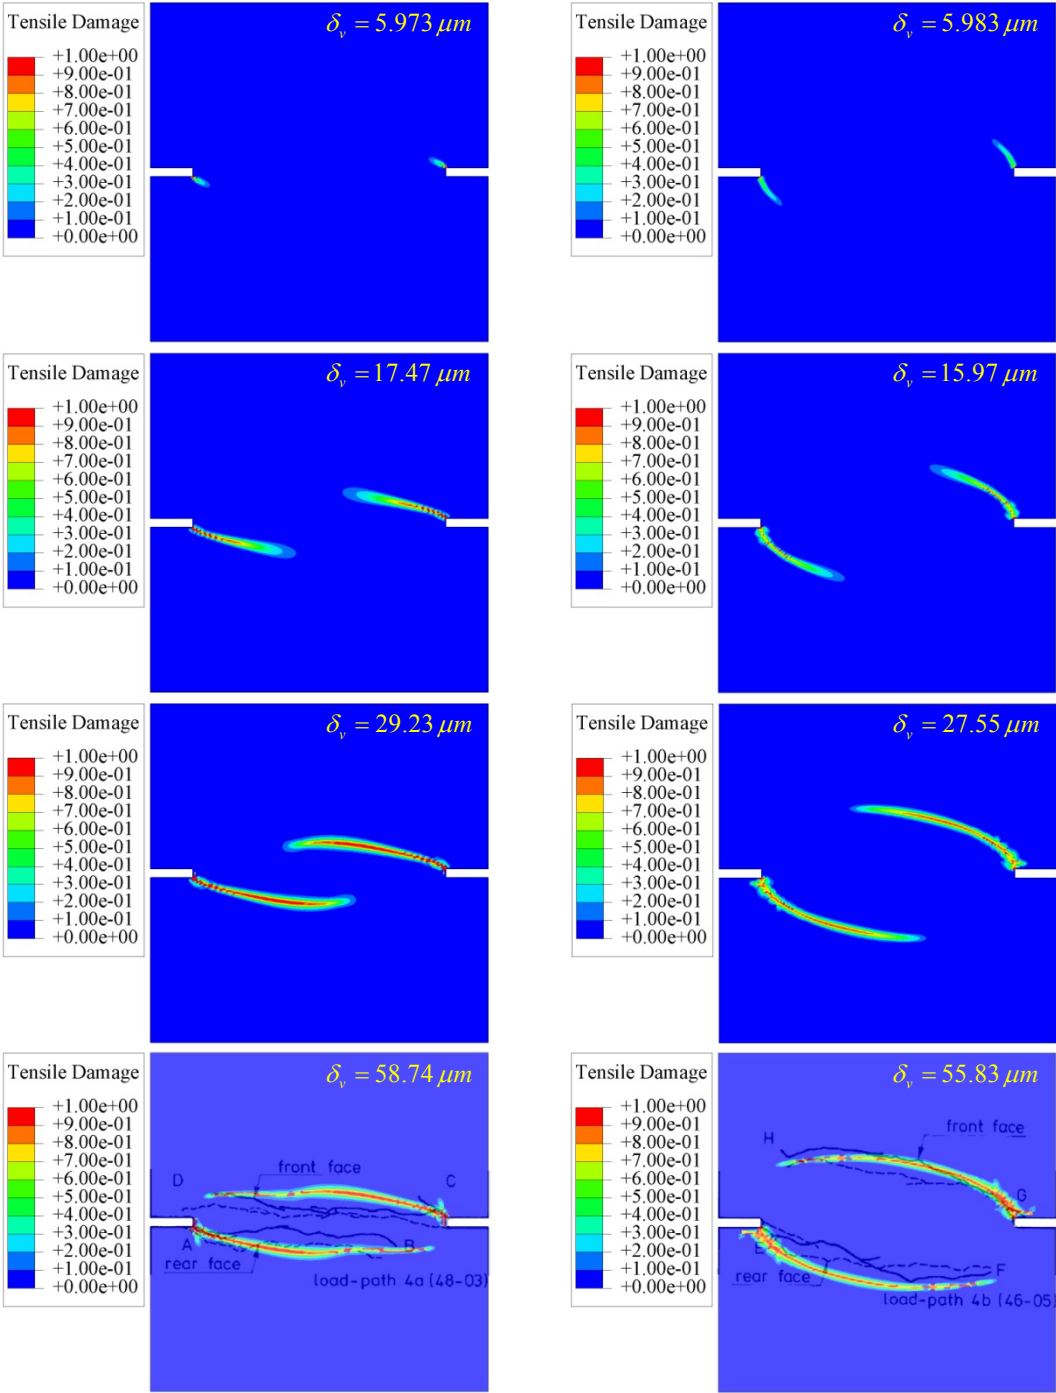 Tensile Damage
+1.00e+00
+9.00e-01
+8.00e-01
+7.00e-01
+6.00e-01
+5.00e-01
+4.00e-01
+3.00e-01
+2.00e-01
+1.00e-01
+0.00e+00
δᵥ = 5.973 μm
Tensile Damage
+1.00e+00
+9.00e-01
+8.00e-01
+7.00e-01
+6.00e-01
+5.00e-01
+4.00e-01
+3.00e-01
+2.00e-01
+1.00e-01
+0.00e+00
δᵥ = 5.983 μm
Tensile Damage
+1.00e+00
+9.00e-01
+8.00e-01
+7.00e-01
+6.00e-01
+5.00e-01
+4.00e-01
+3.00e-01
+2.00e-01
+1.00e-01
+0.00e+00
δᵥ = 17.47 μm
Tensile Damage
+1.00e+00
+9.00e-01
+8.00e-01
+7.00e-01
+6.00e-01
+5.00e-01
+4.00e-01
+3.00e-01
+2.00e-01
+1.00e-01
+0.00e+00
δᵥ = 15.97 μm
Tensile Damage
+1.00e+00
+9.00e-01
+8.00e-01
+7.00e-01
+6.00e-01
+5.00e-01
+4.00e-01
+3.00e-01
+2.00e-01
+1.00e-01
+0.00e+00
δᵥ = 29.23 μm
Tensile Damage
+1.00e+00
+9.00e-01
+8.00e-01
+7.00e-01
+6.00e-01
+5.00e-01
+4.00e-01
+3.00e-01
+2.00e-01
+1.00e-01
+0.00e+00
δᵥ = 27.55 μm
Tensile Damage
+1.00e+00
+9.00e-01
+8.00e-01
+7.00e-01
+6.00e-01
+5.00e-01
+4.00e-01
+3.00e-01
+2.00e-01
+1.00e-01
+0.00e+00
δᵥ = 58.74 μm
front face
D
C
A
B
rear face
load-path 4a (48-03)
Tensile Damage
+1.00e+00
+9.00e-01
+8.00e-01
+7.00e-01
+6.00e-01
+5.00e-01
+4.00e-01
+3.00e-01
+2.00e-01
+1.00e-01
+0.00e+00
δᵥ = 55.83 μm
front face
H
G
E
F
rear face
load-path 4b (46-05)